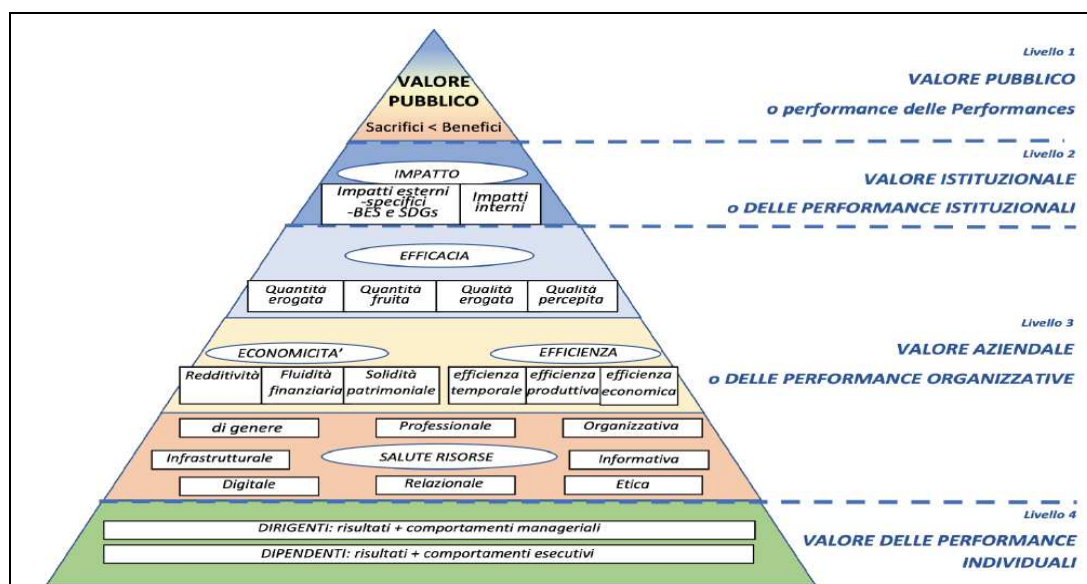 Livello 1
VALORE PUBBLICO
o performance delle Performances
VALORE
PUBBLICO
Sacrifici < Benefici
Livello 2
VALORE ISTITUZIONALE
o DELLE PERFORMANCE ISTITUZIONALI
IMPATTO
Impatti esterni
-specifici
-BES e SDGs
Impatti
interni
EFFICACIA
Quantità
erogata
Quantità
fruita
Qualità
erogata
Qualità
percepita
Livello 3
VALORE AZIENDALE
o DELLE PERFORMANCE ORGANIZZATIVE
ECONOMICITA’
EFFICIENZA
Redditività
Fluidità
finanziaria
Solidità
patrimoniale
efficienza
temporale
efficienza
produttiva
efficienza
economica
di genere
Professionale
Organizzativa
Infrastrutturale
SALUTE RISORSE
Informativa
Digitale
Relazionale
Etica
Livello 4
VALORE DELLE PERFORMANCE
INDIVIDUALI
DIRIGENTI: risultati + comportamenti manageriali
DIPENDENTI: risultati + comportamenti esecutivi